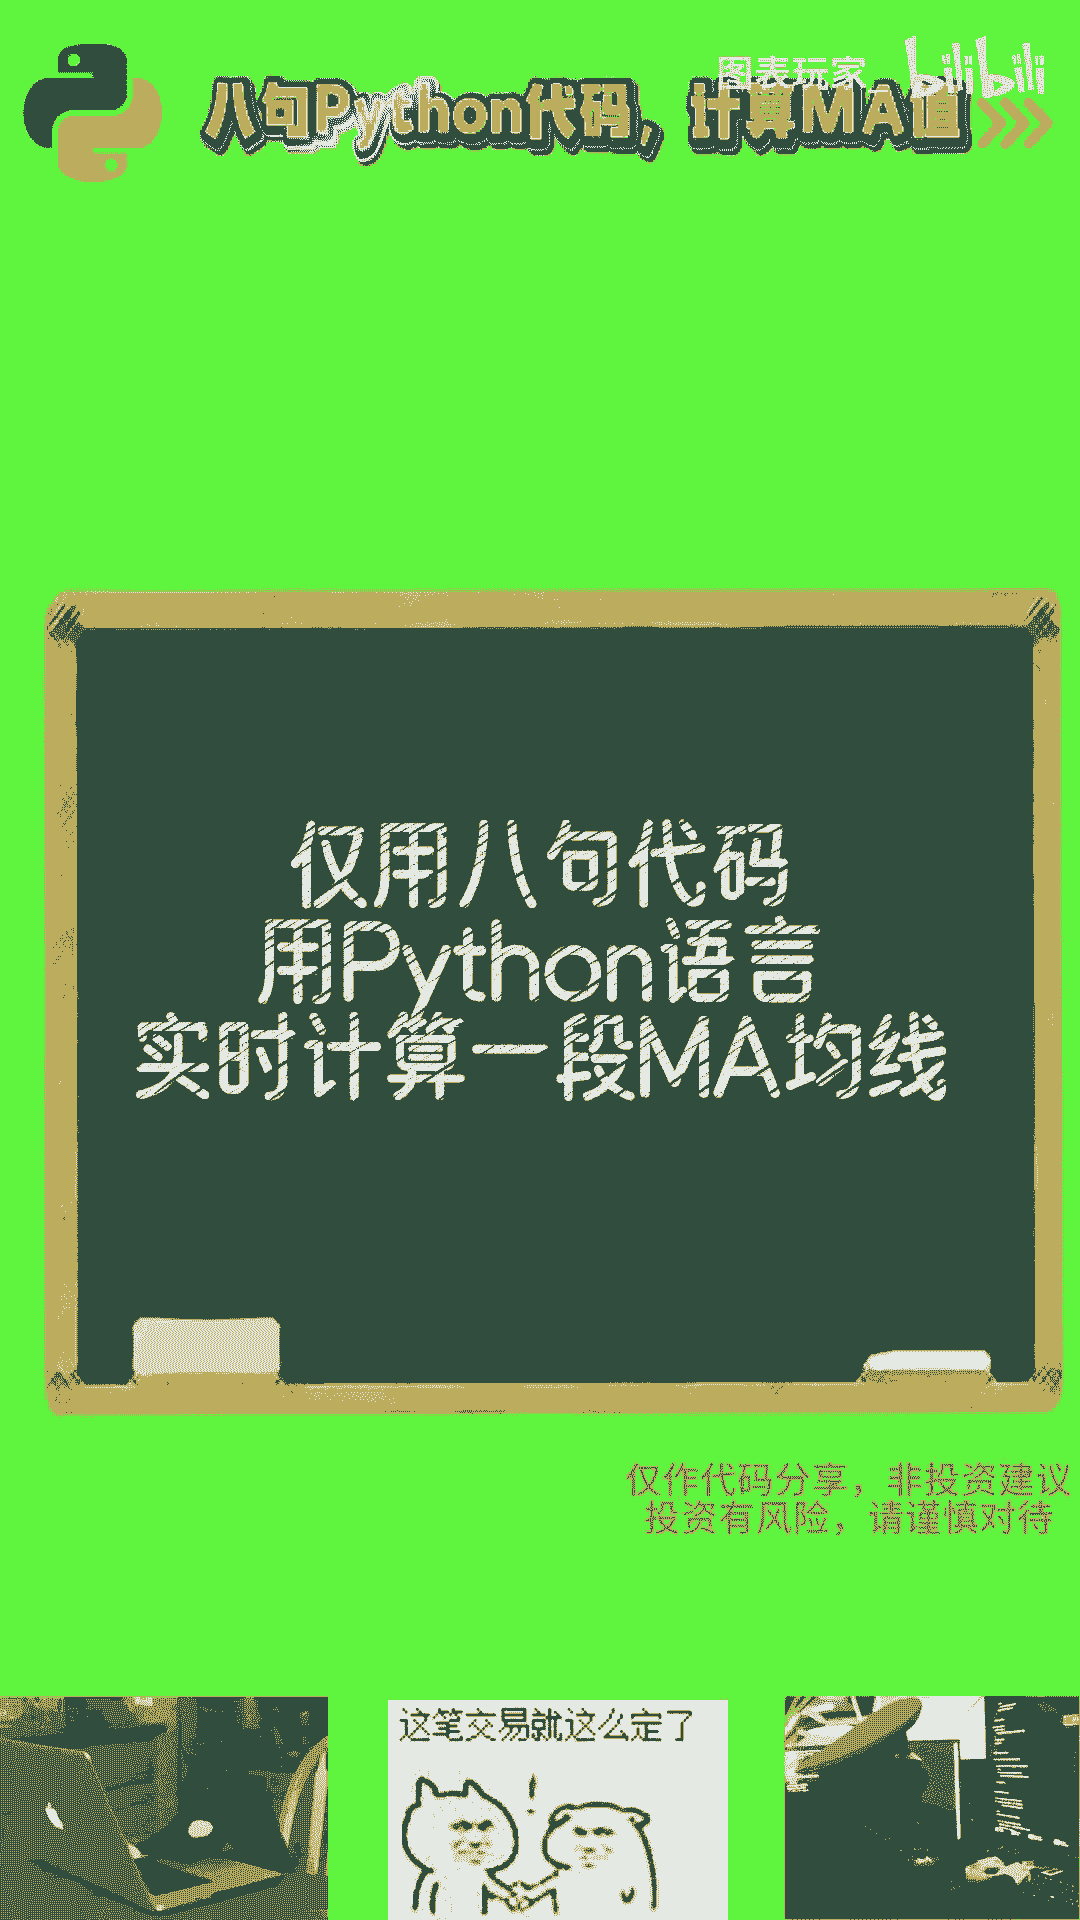 图表玩家_ bilibili
八句Python代码，计算MA值
仅用八句代码
用Python语言
实时计算一段MA均线
仅作代码分享，非投资建议
投资有风险，请谨慎对待
这笔交易就这么定了
！